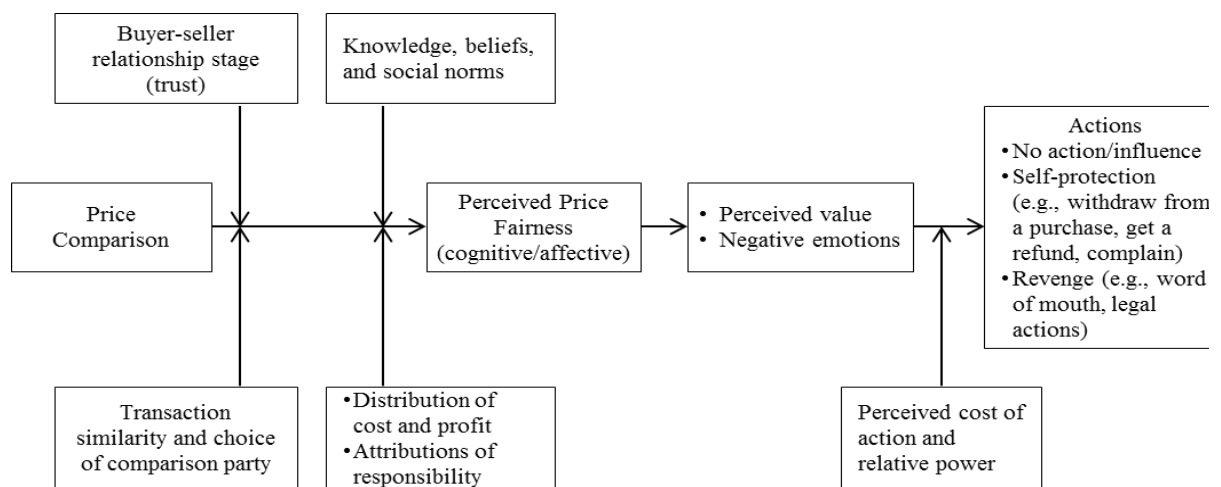 Buyer-seller
relationship stage
(trust)
Knowledge, beliefs,
and social norms
Price
Comparison
Perceived Price
Fairness
(cognitive/affective)
• Perceived value
• Negative emotions
Actions
• No action/influence
• Self-protection
(e.g., withdraw from
a purchase, get a
refund, complain)
• Revenge (e.g., word
of mouth, legal
actions)
Transaction
similarity and choice
of comparison party
• Distribution of
cost and profit
• Attributions of
responsibility
Perceived cost of
action and
relative power